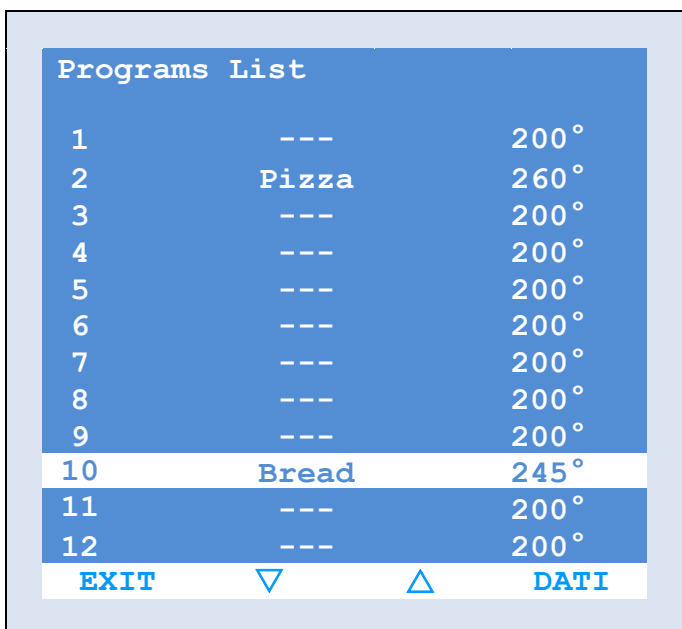 Programs List
1 --- 200°
2 Pizza 260°
3 --- 200°
4 --- 200°
5 --- 200°
6 --- 200°
7 --- 200°
8 --- 200°
9 --- 200°
10 Bread 245°
11 --- 200°
12 --- 200°
EXIT ▽ △ DATI